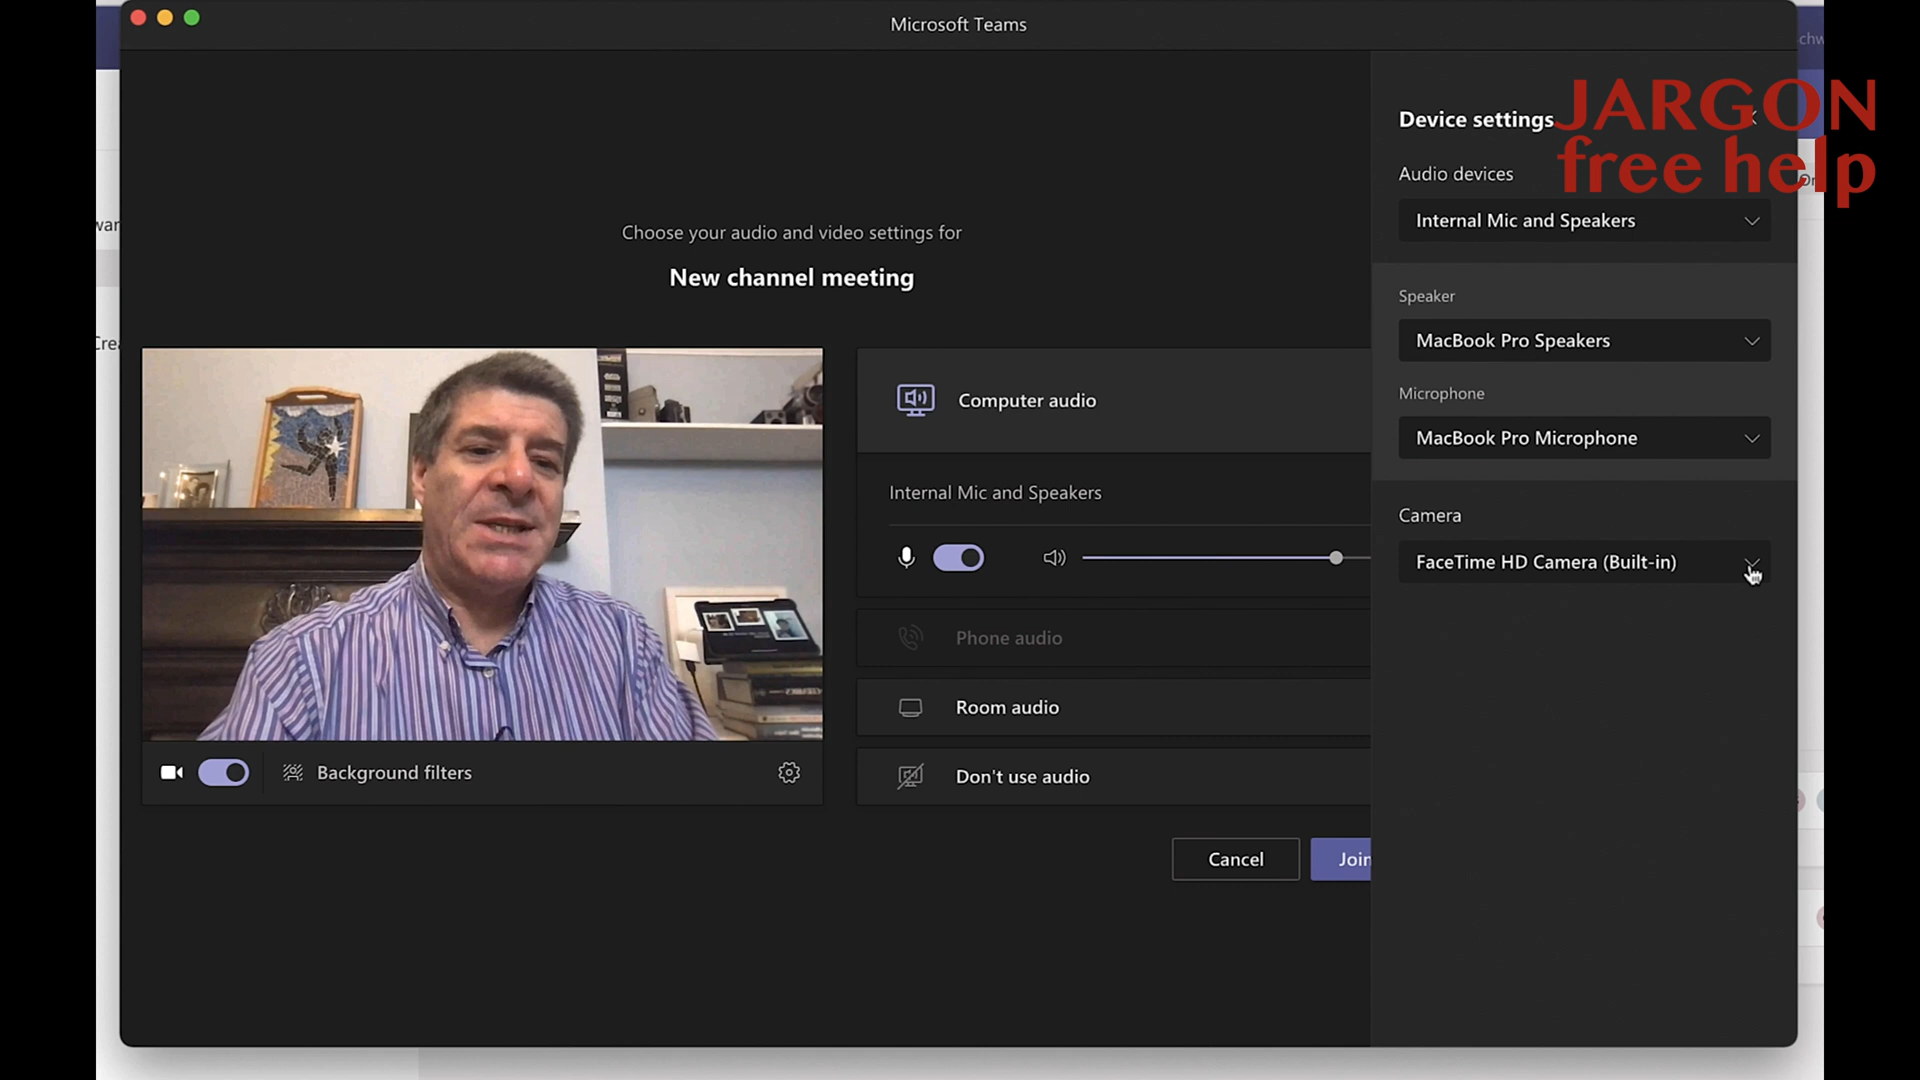 Microsoft Teams
JARGON
free help
Device settings
Audio devices
Internal Mic and Speakers
Choose your audio and video settings for
New channel meeting
Speaker
MacBook Pro Speakers
Microphone
MacBook Pro Microphone
Computer audio
Internal Mic and Speakers
Camera
FaceTime HD Camera (Built-in)
Phone audio
Room audio
Don't use audio
Background filters
Cancel
Join